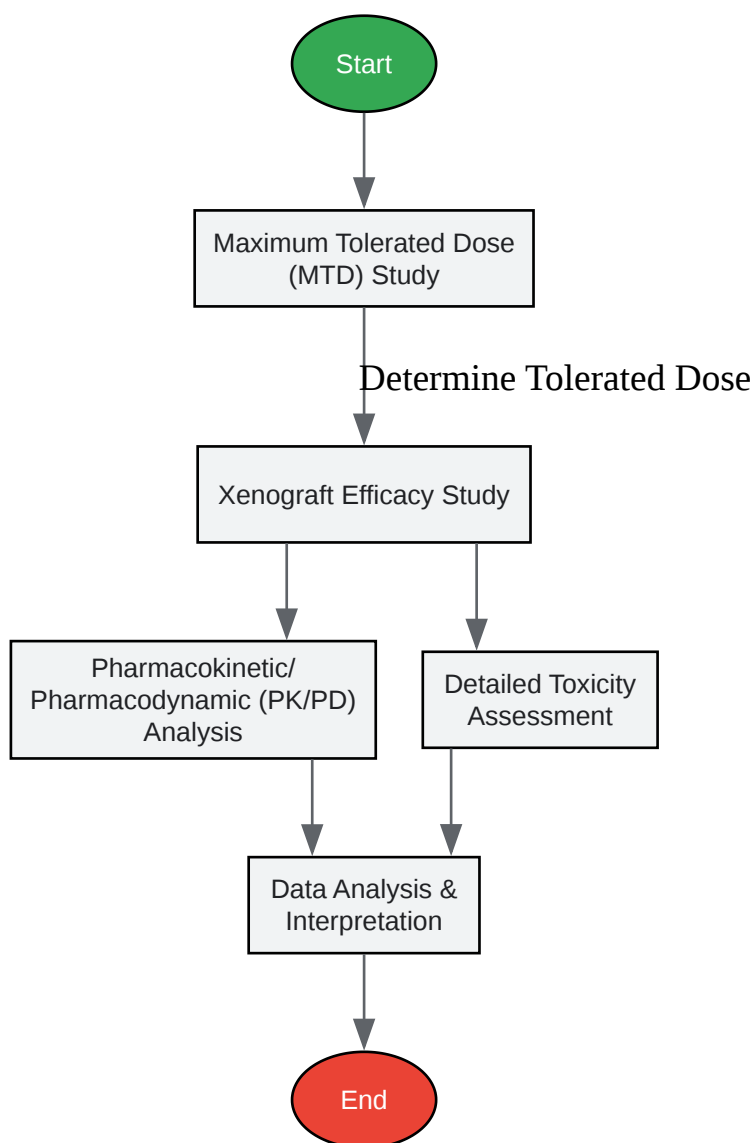 Start
Maximum Tolerated Dose
(MTD) Study
Determine Tolerated Dose
Xenograft Efficacy Study
Pharmacokinetic/
Pharmacodynamic (PK/PD)
Analysis
Detailed Toxicity
Assessment
Data Analysis &
Interpretation
End